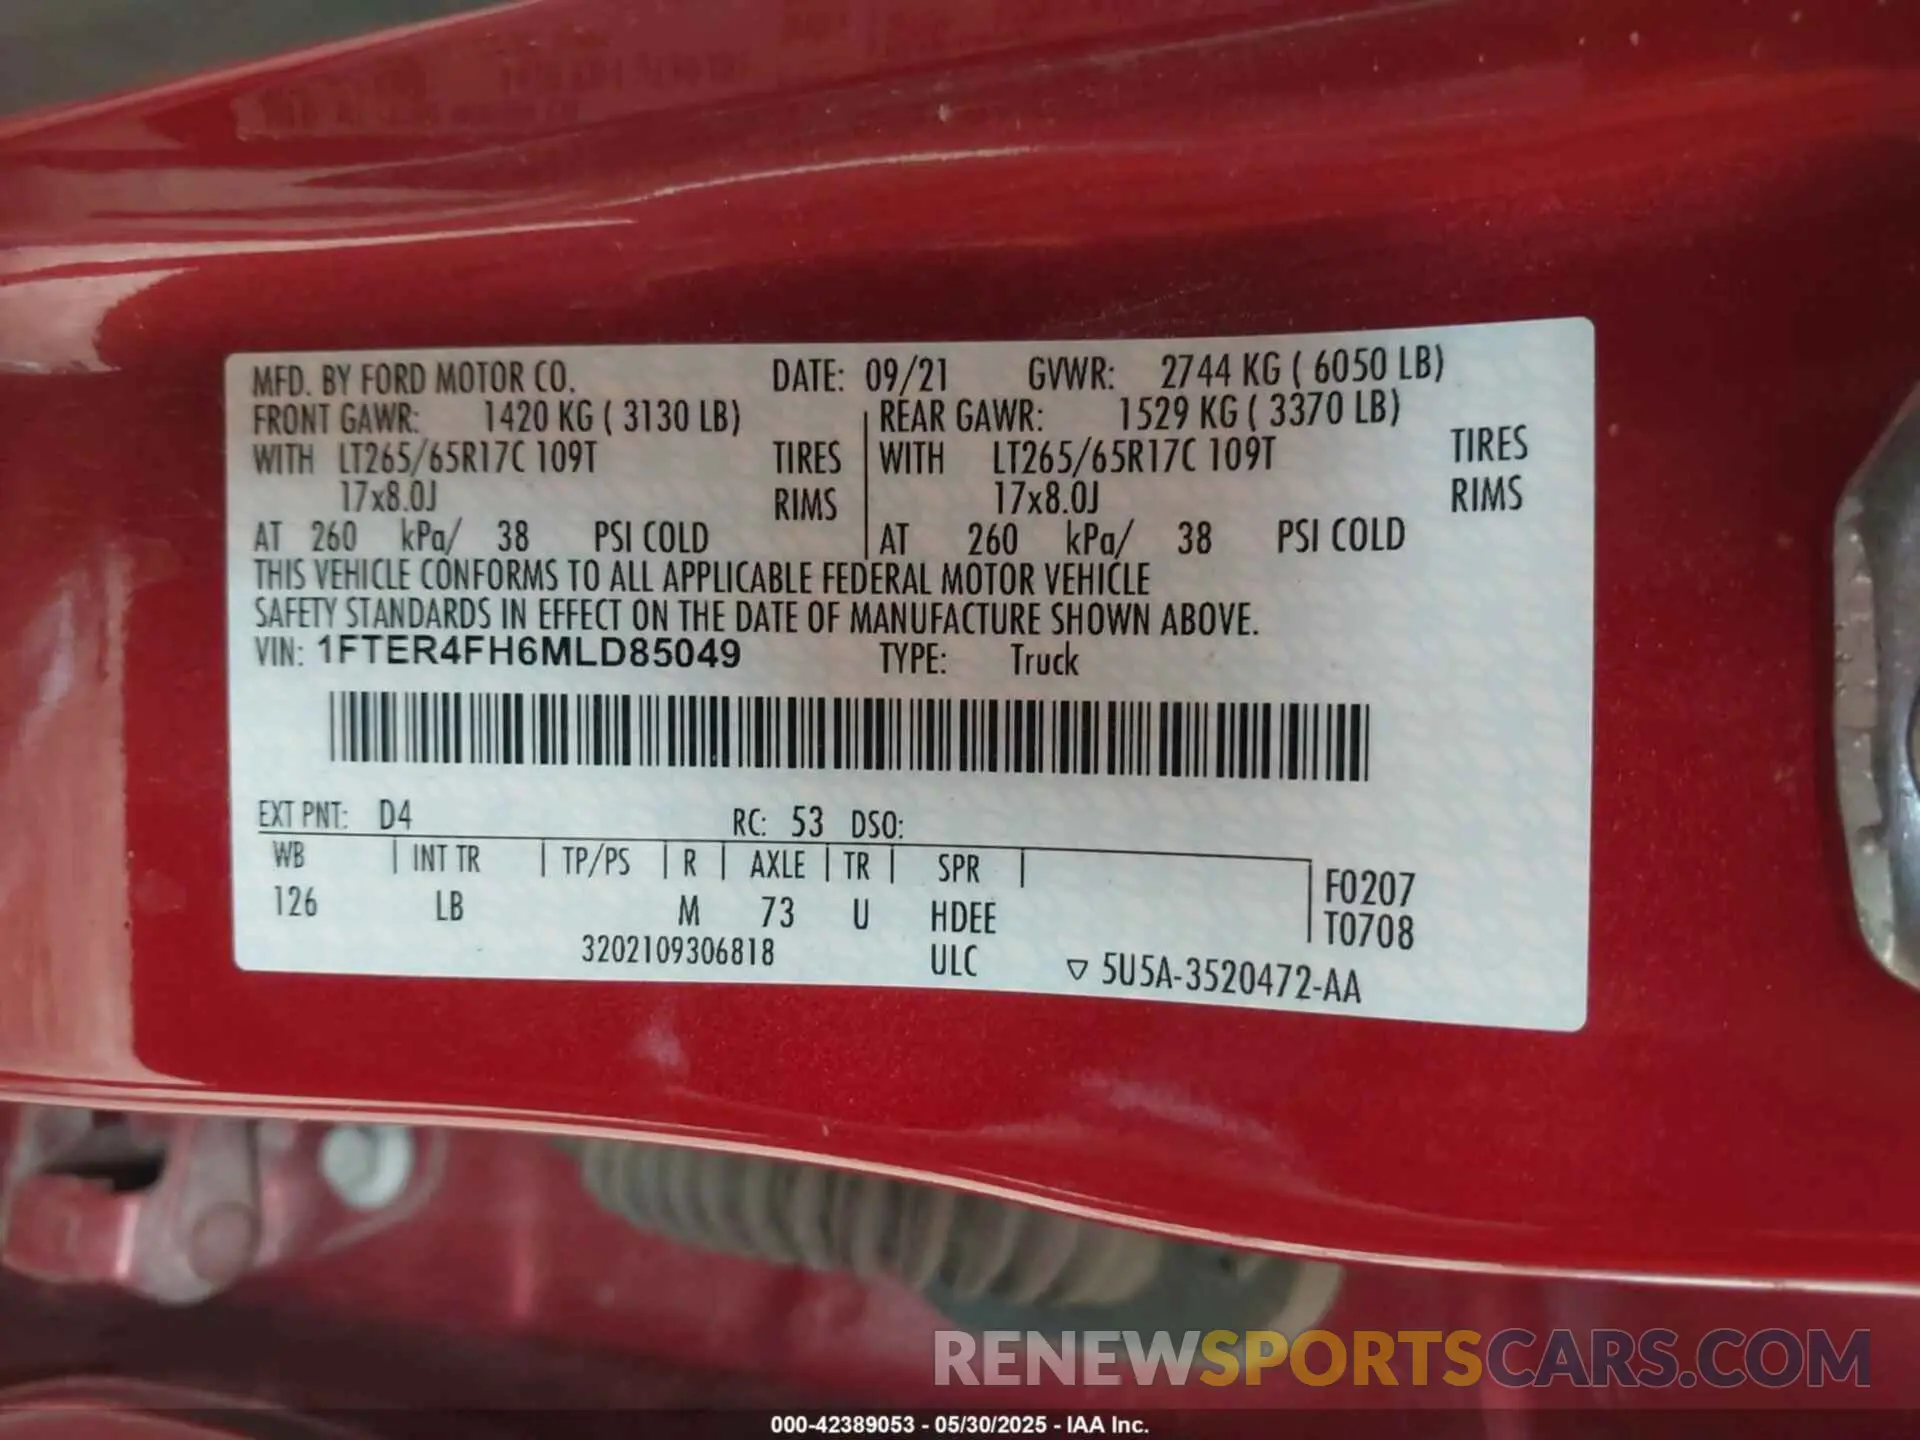 MFD. BY FORD MOTOR CO. DATE: 09/21 GVWR: 2744 KG ( 6050 LB)
FRONT GAWR: 1420 KG ( 3130 LB) REAR GAWR: 1529 KG ( 3370 LB)
WITH LT265/65R17C 109T TIRES WITH LT265/65R17C 109T TIRES
17x8.0J RIMS 17x8.0J RIMS
AT 260 kPa/ 38 PSI COLD AT 260 kPa/ 38 PSI COLD
THIS VEHICLE CONFORMS TO ALL APPLICABLE FEDERAL MOTOR VEHICLE
SAFETY STANDARDS IN EFFECT ON THE DATE OF MANUFACTURE SHOWN ABOVE.
VIN: 1FTER4FH6MLD85049 TYPE: Truck
EXT PNT: D4 RC: 53 DSO:
WB INT TR TP/PS R AXLE TR SPR F0207
126 LB M 73 U HDEE T0708
3202109306818 ULC ▽ 5U5A-3520472-AA
RENEWSPORTSCARS.COM
000-42389053 - 05/30/2025 - IAA Inc.